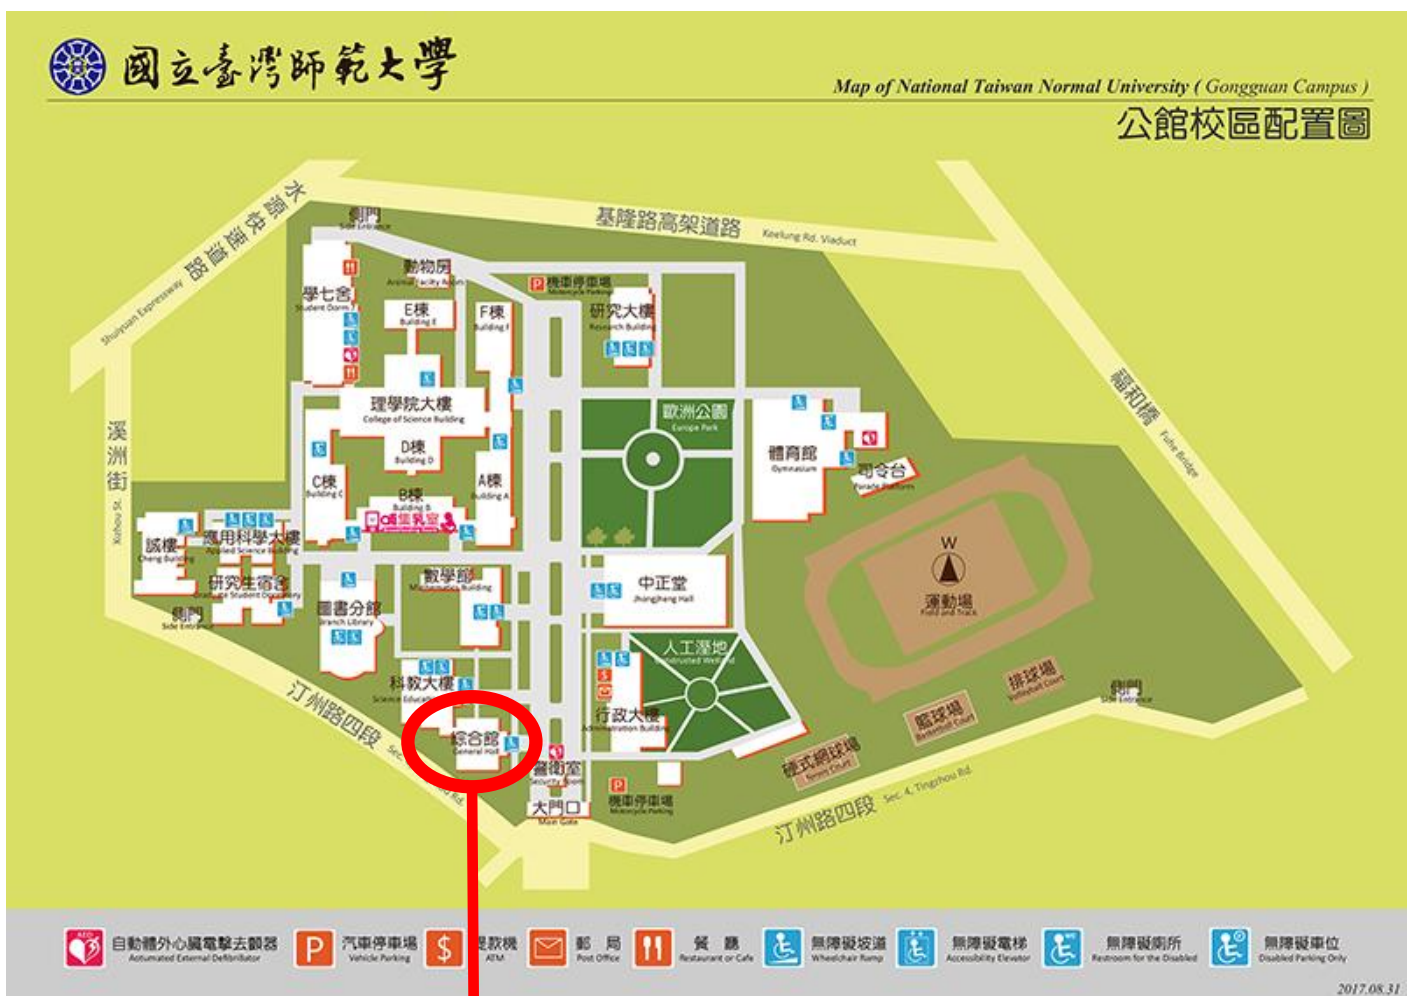 國立臺灣師範大學
Map of National Taiwan Normal University ( Gongguan Campus )
公館校區配置圖
水源快速道路
Shuiyuan Expressway
側門
Side Entrance
基隆路高架道路
Keelung Rd. Viaduct
動物房
機車停車場
Motorcycle Parking
學七舍
Student Dorm 7
E棟
Building E
F棟
Building F
研究大樓
Research Building
福和橋
Fuhe Bridge
理學院大樓
College of Science Building
歐洲公園
Europe Park
溪洲街
Xizhou St.
D棟
Building D
體育館
Gymnasium
司令台
Parade Platform
C棟
Building C
A棟
Building A
B棟
Building B
哺集乳室
誠樓
Cheng Building
應用科學大樓
Applied Science Building
研究生宿舍
Graduate Student Dormitory
側門
Side Entrance
圖書分館
Branch Library
數學館
Mathematics Building
中正堂
Jhongjheng Hall
W
運動場
Field and Track
人工溼地
Constructed Wetland
科教大樓
Science Education
汀州路四段
Sec.
Rd.
綜合館
General Hall
行政大樓
Administration Building
排球場
Volleyball Court
籃球場
Basketball Court
側門
Side Entrance
硬式網球場
Tennis Court
警衛室
Security Room
大門口
Main Gate
機車停車場
Motorcycle Parking
汀州路四段
Sec. 4, Tingzhou Rd.
AED
自動體外心臟電擊去顫器
Automated External Defibrillator
P
汽車停車場
Vehicle Parking
$
提款機
ATM
郵局
Post Office
餐廳
Restaurant or Cafe
無障礙坡道
Wheelchair Ramp
無障礙電梯
Accessibility Elevator
無障礙廁所
Restroom for the Disabled
無障礙車位
Disabled Parking Only
2017.08.31